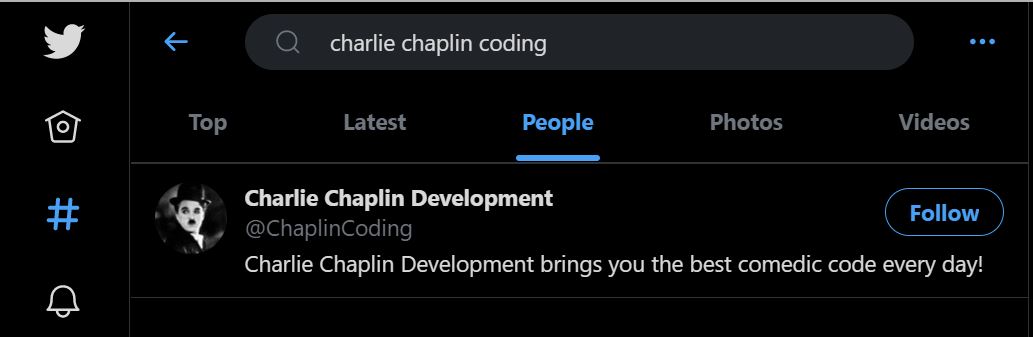 charlie chaplin coding
Top Latest People Photos Videos
Charlie Chaplin Development
@ChaplinCoding
Follow
Charlie Chaplin Development brings you the best comedic code every day!